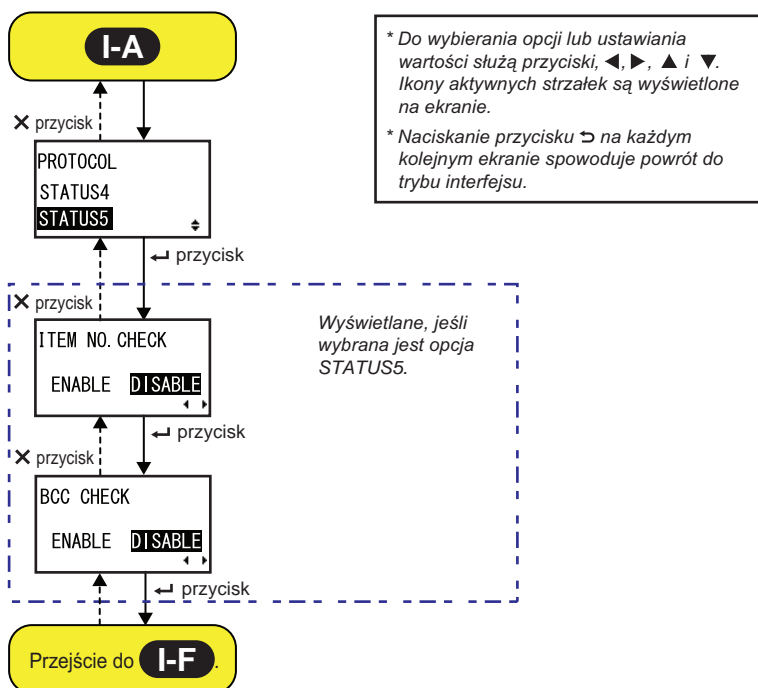 I-A
* Do wybierania opcji lub ustawiania
wartości służą przyciski, ◀, ▶, ▲ i ▼.
Ikony aktywnych strzałek są wyświetlone
na ekranie.
* Naciskanie przycisku ⮌ na każdym
kolejnym ekranie spowoduje powrót do
trybu interfejsu.
✕ przycisk
PROTOCOL
STATUS4
STATUS5
↵ przycisk
✕ przycisk
ITEM NO. CHECK
ENABLE DISABLE
Wyświetlane, jeśli
wybrana jest opcja
STATUS5.
↵ przycisk
✕ przycisk
BCC CHECK
ENABLE DISABLE
↵ przycisk
Przejście do I-F.